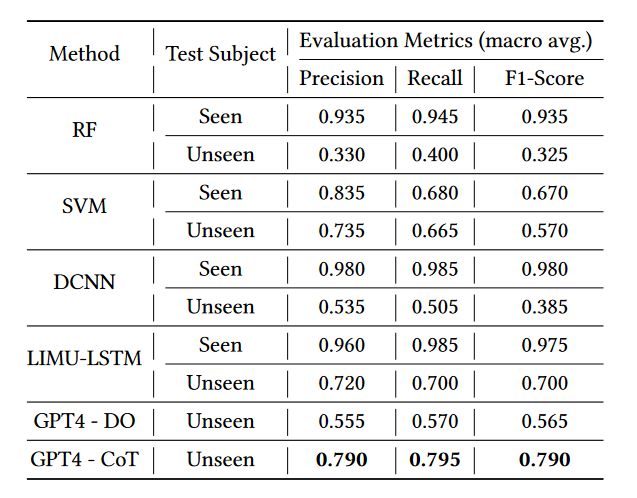 Method Test Subject Evaluation Metrics (macro avg.)
Precision Recall F1-Score
RF Seen 0.935 0.945 0.935
Unseen 0.330 0.400 0.325
SVM Seen 0.835 0.680 0.670
Unseen 0.735 0.665 0.570
DCNN Seen 0.980 0.985 0.980
Unseen 0.535 0.505 0.385
LIMU-LSTM Seen 0.960 0.985 0.975
Unseen 0.720 0.700 0.700
GPT4 - DO Unseen 0.555 0.570 0.565
GPT4 - CoT Unseen 0.790 0.795 0.790